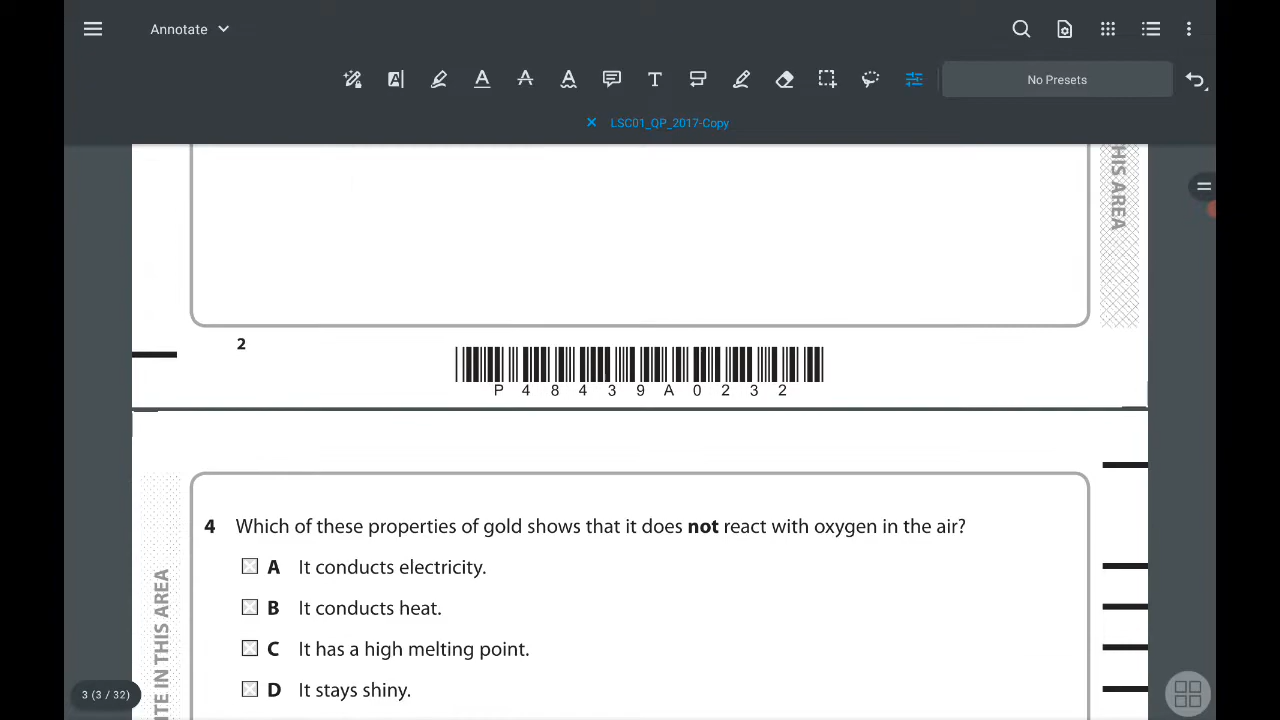 Annotate
No Presets
LSC01_QP_2017-Copy
THIS AREA
2
P 4 8 4 3 9 A 0 2 3 2
4 Which of these properties of gold shows that it does not react with oxygen in the air?
A It conducts electricity.
B It conducts heat.
C It has a high melting point.
D It stays shiny.
ITE IN THIS AREA
3 (3 / 32)